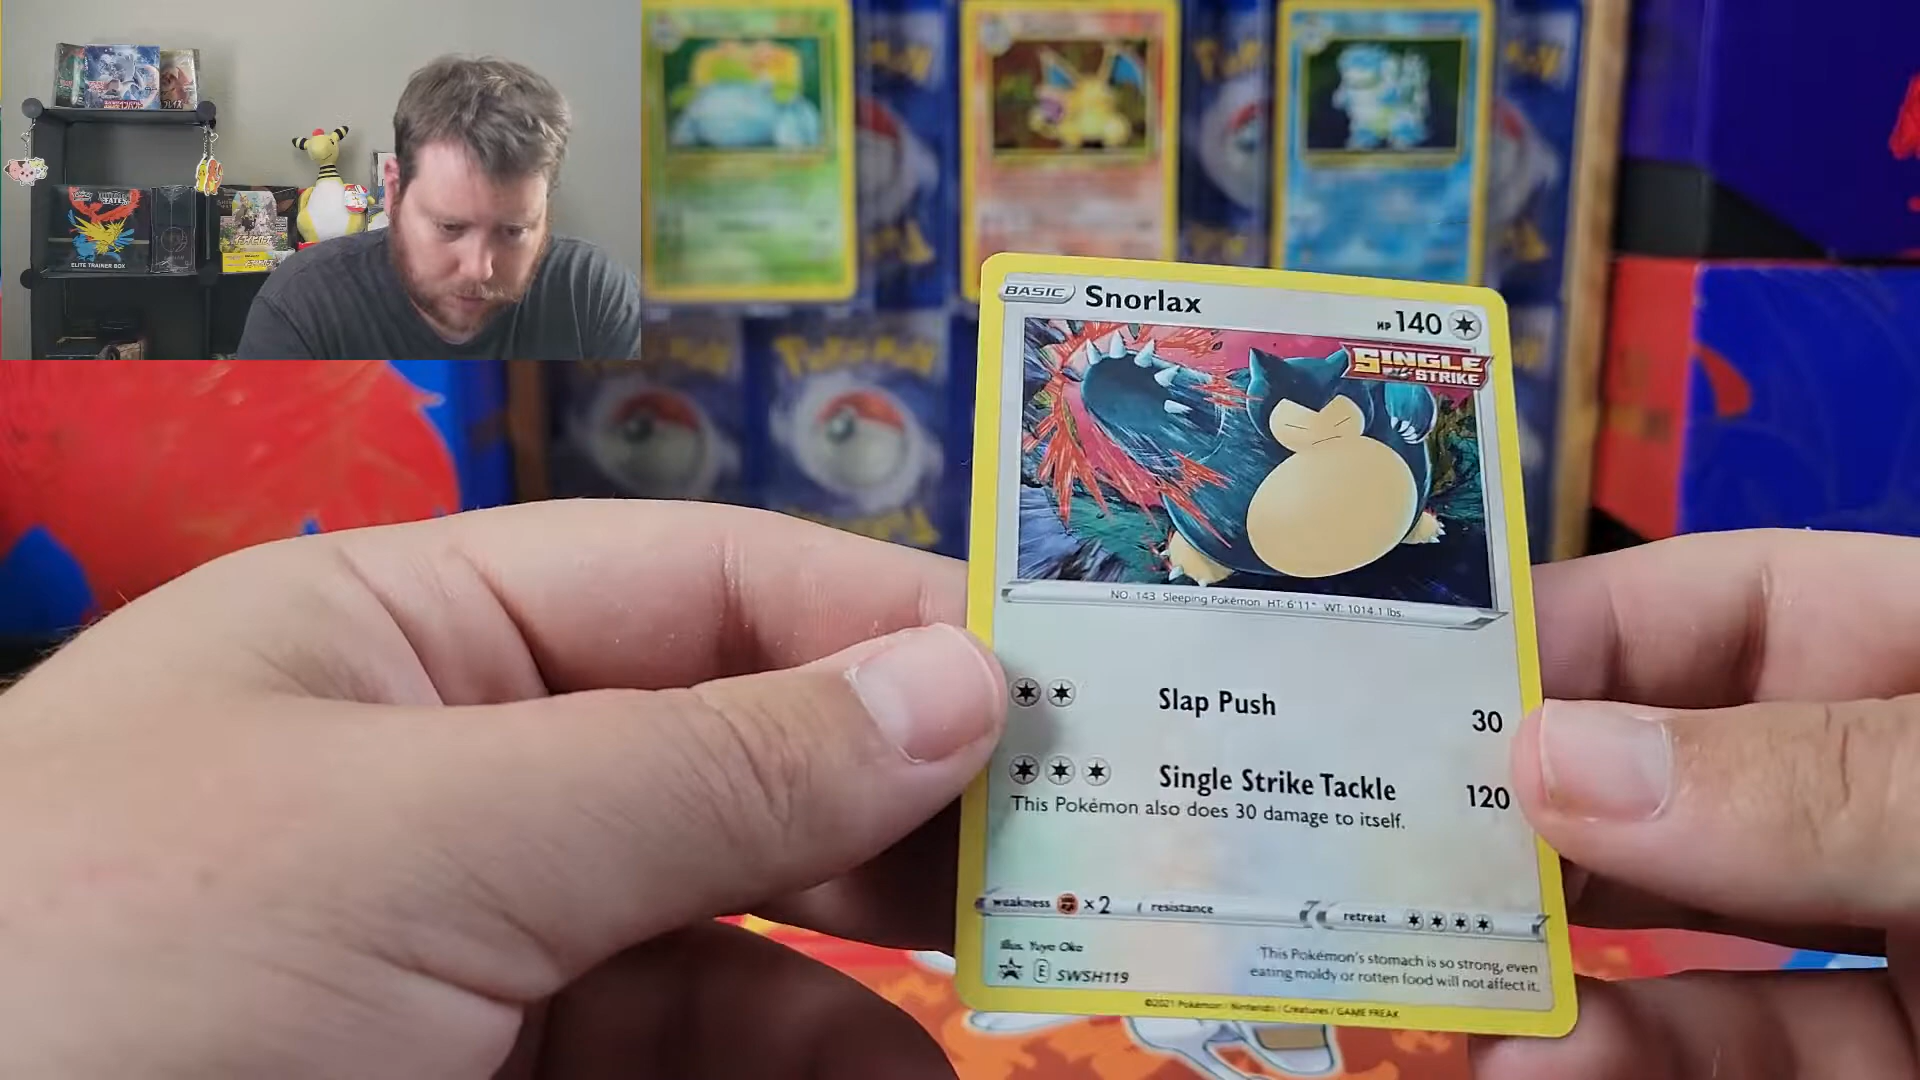 ELITE TRAINER BOX
BASIC Snorlax HP 140
SINGLE
STRIKE
NO. 143 Sleeping Pokémon HT: 6'11" WT: 1014.1 lbs.
Slap Push 30
Single Strike Tackle 120
This Pokémon also does 30 damage to itself.
weakness ×2 resistance retreat
Illus. Yuya Oka
This Pokémon's stomach is so strong, even
eating moldy or rotten food will not affect it.
E SWSH119
©2021 Pokémon / Nintendo / Creatures / GAME FREAK